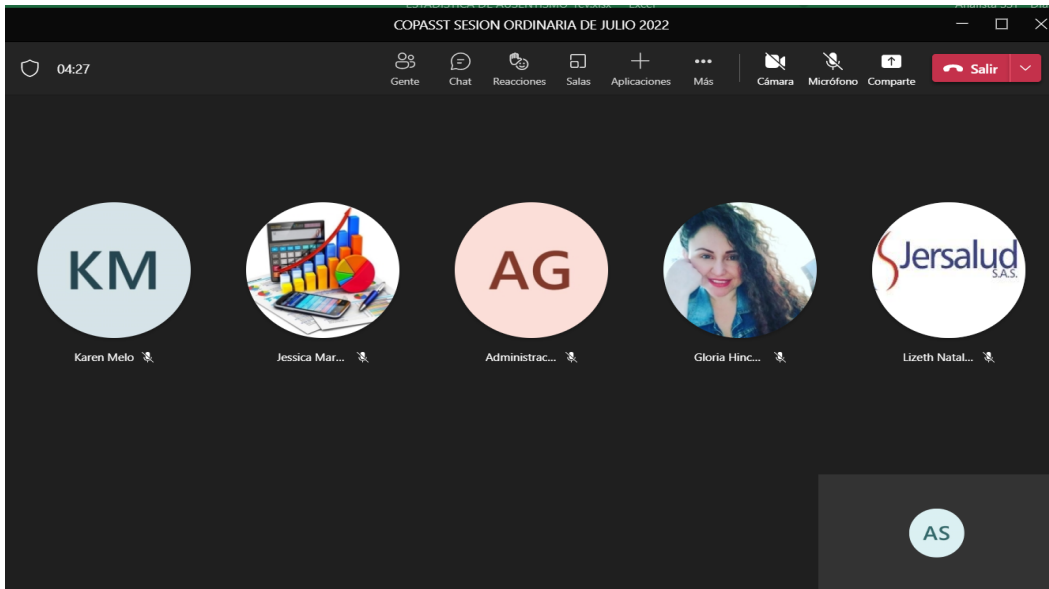 COPASST SESION ORDINARIA DE JULIO 2022
04:27
Gente
Chat
Reacciones
Salas
Aplicaciones
Más
Cámara
Micrófono
Comparte
Salir
KM
AG
Jersalud
S.A.S.
Karen Melo
Jessica Mar...
Administrac...
Gloria Hinc...
Lizeth Natal...
AS